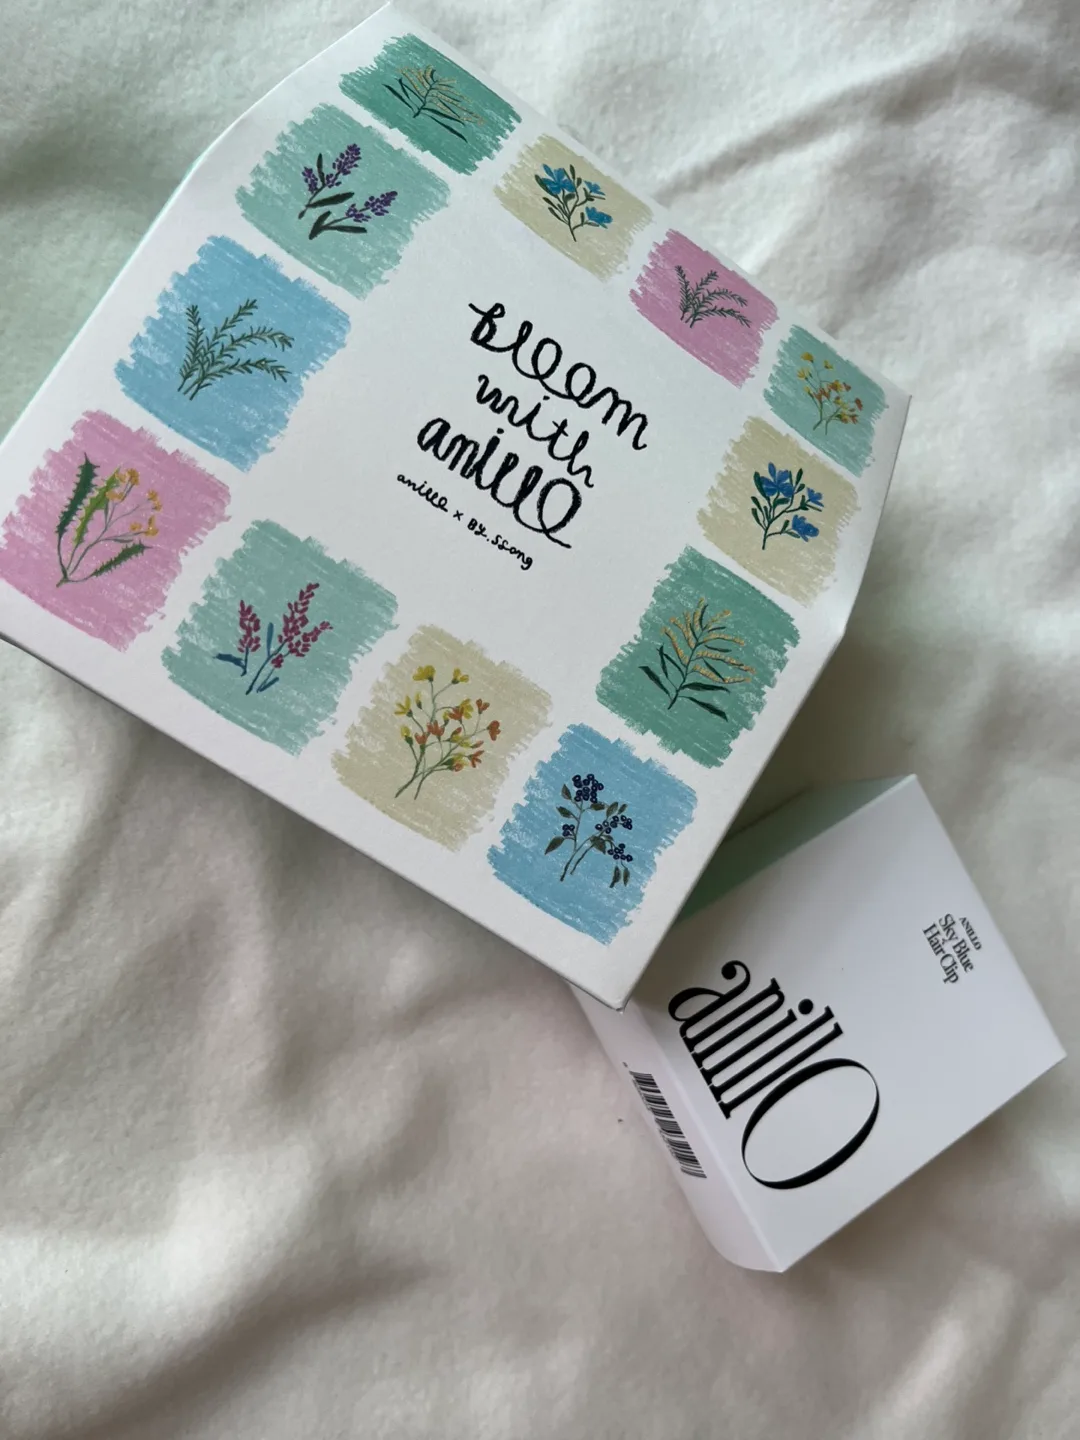 bloom
with
anillo
anillo x BY.SSong
ANILLO
Sky Blue
Hair Clip
anillO